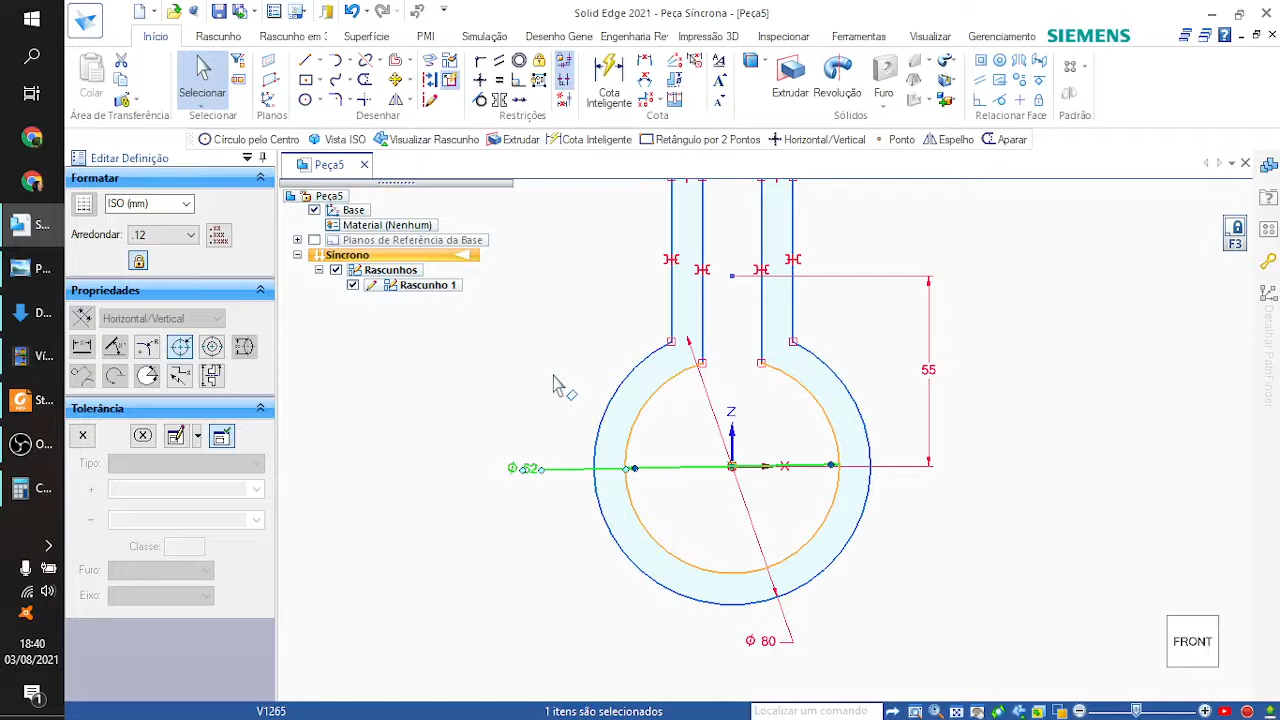 Solid Edge 2021 - Peça Síncrona - [Peça5]
Início
Rascunho
Rascunho em :
Superfície
PMI
Simulação
Desenho Gene
Engenharia Re
Impressão 3D
Inspecionar
Ferramentas
Visualizar
Gerenciamento
SIEMENS
Colar
Selecionar
Cota
Inteligente
Extrudar
Revolução
Furo
Área de Transferência
Selecionar
Planos
Desenhar
Restrições
Cota
Sólidos
Relacionar Face
Padrão
Círculo pelo Centro
Vista ISO
Visualizar Rascunho
Extrudar
Cota Inteligente
Retângulo por 2 Pontos
Horizontal/Vertical
Ponto
Espelho
Aparar
Editar Definição
Peça5
Formatar
Peça5
ISO (mm)
Base
Material (Nenhum)
Arredondar:
.12
Planos de Referência da Base
F3
Síncrono
Rascunhos
Rascunho 1
Propriedades
Horizontal/Vertical
Detalhar PathFinder
S...
P...
D...
Ví...
S...
O...
C...
55
Z
Ø 62
X
Tolerância
Tipo:
+
−
Classe:
Furo:
Eixo:
Ø 80
FRONT
18:40
03/08/2021
V1265
1 itens são selecionados
Localizar um comando